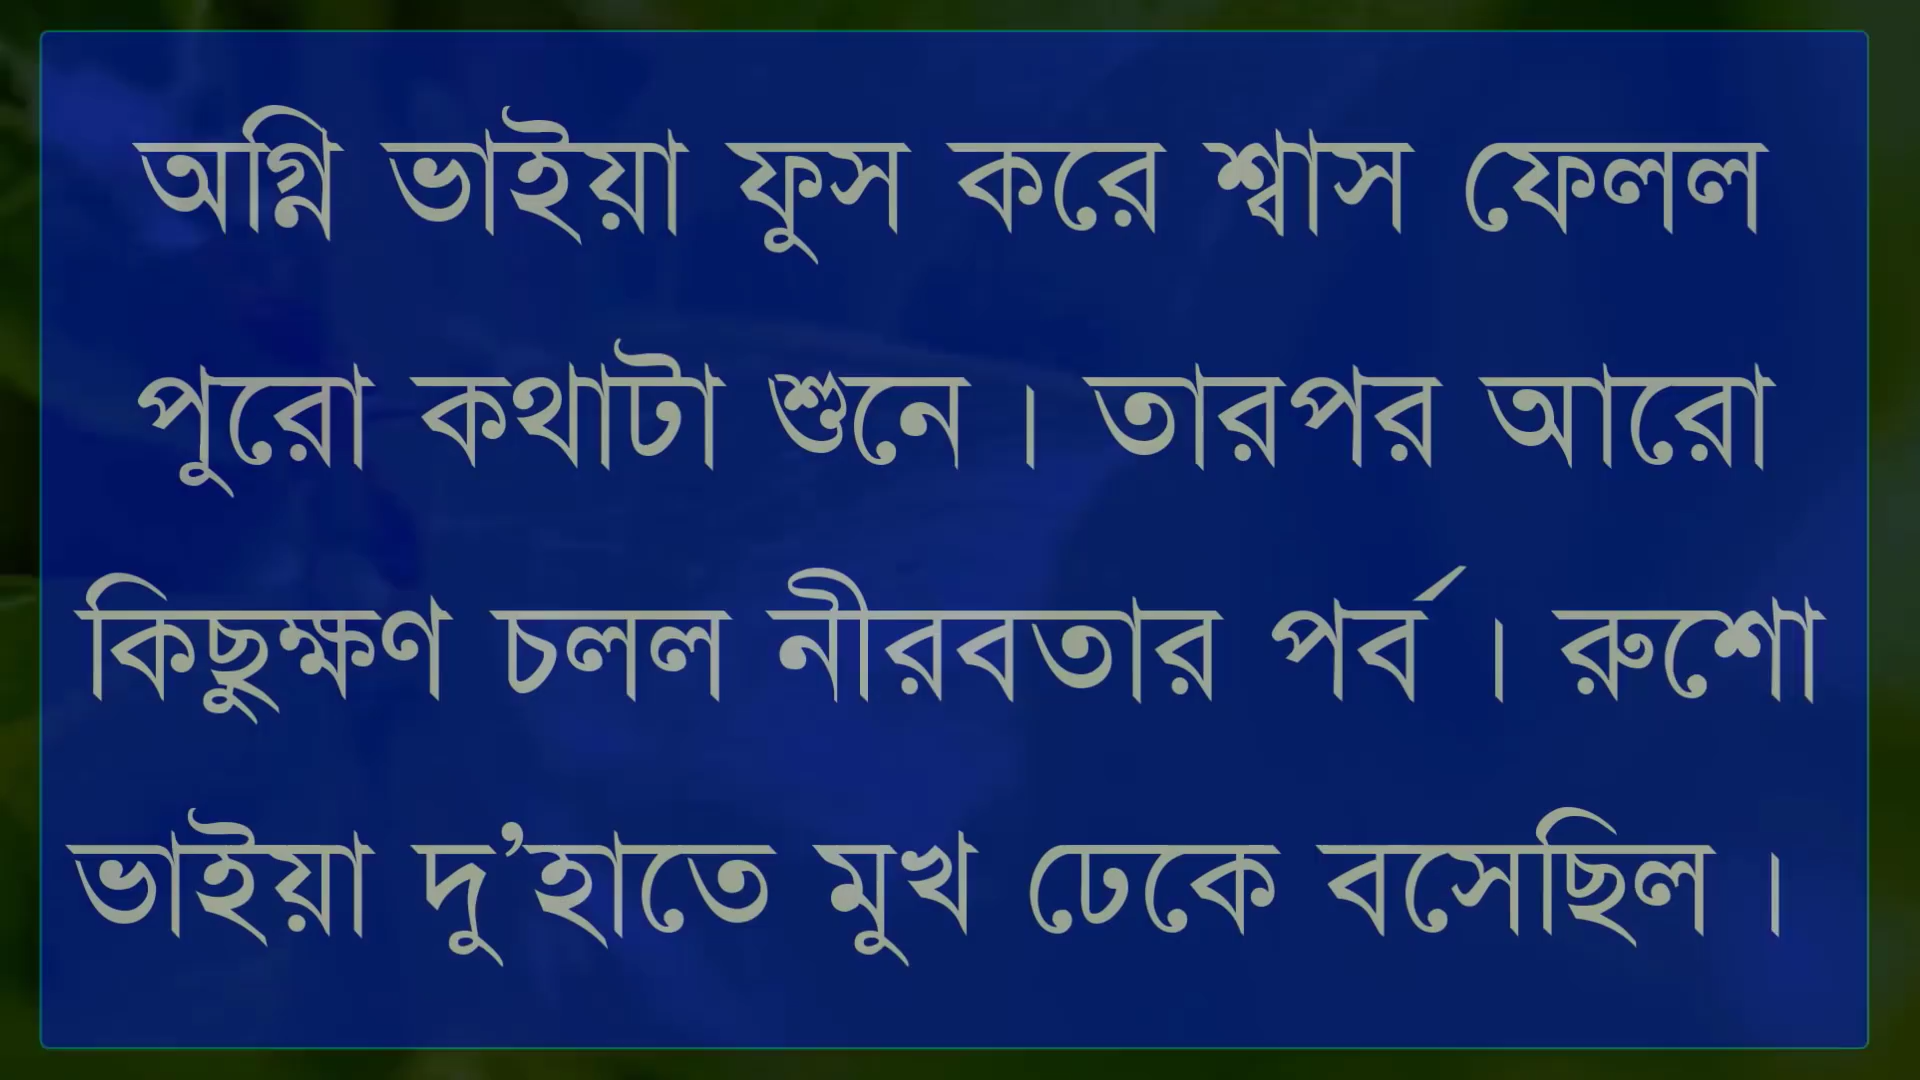 অগ্নি ভাইয়া ফুস করে শ্বাস ফেলল
পুরো কথাটা শুনে । তারপর আরো
কিছুক্ষণ চলল নীরবতার পর্ব । রুশো
ভাইয়া দু’হাতে মুখ ঢেকে বসেছিল ।